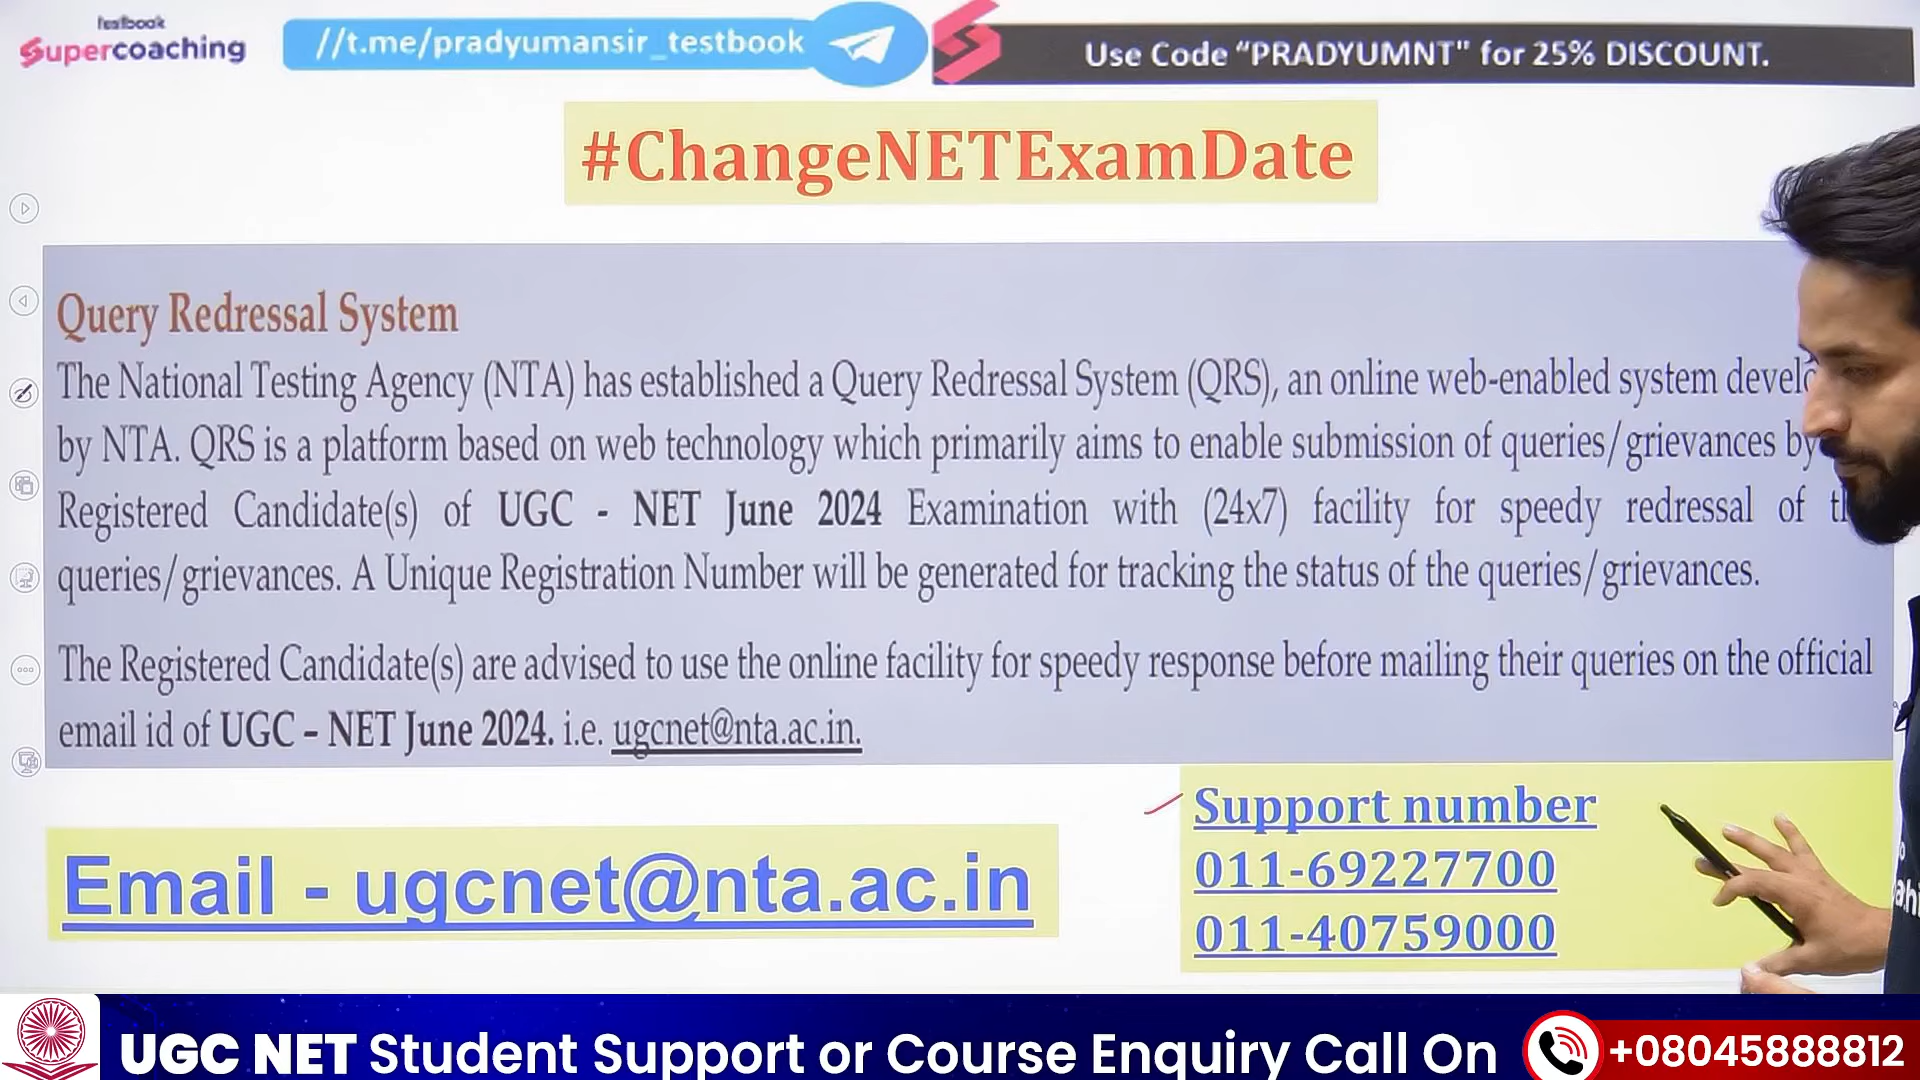 testbook
Supercoaching
//t.me/pradyumansir_testbook
Use Code “PRADYUMNT" for 25% DISCOUNT.
#ChangeNETExamDate
Query Redressal System
The National Testing Agency (NTA) has established a Query Redressal System (QRS), an online web-enabled system develo
by NTA. QRS is a platform based on web technology which primarily aims to enable submission of queries/grievances by
Registered Candidate(s) of UGC - NET June 2024 Examination with (24x7) facility for speedy redressal of th
queries/grievances. A Unique Registration Number will be generated for tracking the status of the queries/grievances.
The Registered Candidate(s) are advised to use the online facility for speedy response before mailing their queries on the official
email id of UGC – NET June 2024. i.e. ugcnet@nta.ac.in.
Email - ugcnet@nta.ac.in
Support number
011-69227700
011-40759000
UGC NET Student Support or Course Enquiry Call On
+08045888812